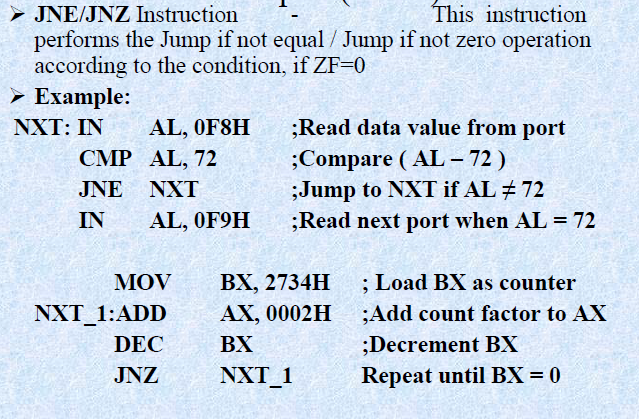 ➢ JNE/JNZ Instruction - This instruction
performs the Jump if not equal / Jump if not zero operation
according to the condition, if ZF=0
➢ Example:
NXT: IN AL, 0F8H ;Read data value from port
CMP AL, 72 ;Compare ( AL – 72 )
JNE NXT ;Jump to NXT if AL ≠ 72
IN AL, 0F9H ;Read next port when AL = 72
MOV BX, 2734H ; Load BX as counter
NXT_1:ADD AX, 0002H ;Add count factor to AX
DEC BX ;Decrement BX
JNZ NXT_1 Repeat until BX = 0